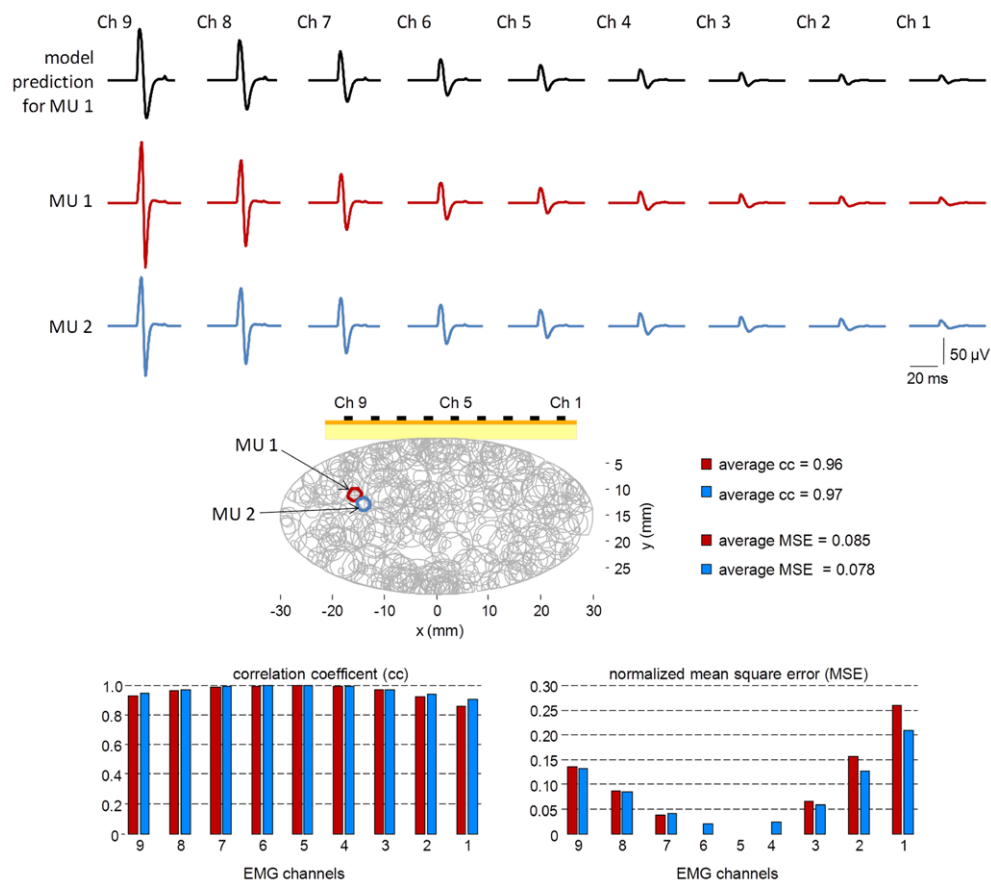 Ch 9 Ch 8 Ch 7 Ch 6 Ch 5 Ch 4 Ch 3 Ch 2 Ch 1
model
prediction
for MU 1
MU 1
MU 2
50 µV
20 ms
Ch 9 Ch 5 Ch 1
MU 1
MU 2
5
10
15
20
25
y (mm)
-30 -20 -10 0 10 20 30
x (mm)
average cc = 0.96
average cc = 0.97
average MSE = 0.085
average MSE = 0.078
correlation coefficent (cc)
1.0
0.8
0.6
0.4
0.2
0
9 8 7 6 5 4 3 2 1
EMG channels
normalized mean square error (MSE)
0.30
0.25
0.20
0.15
0.10
0.05
0
9 8 7 6 5 4 3 2 1
EMG channels